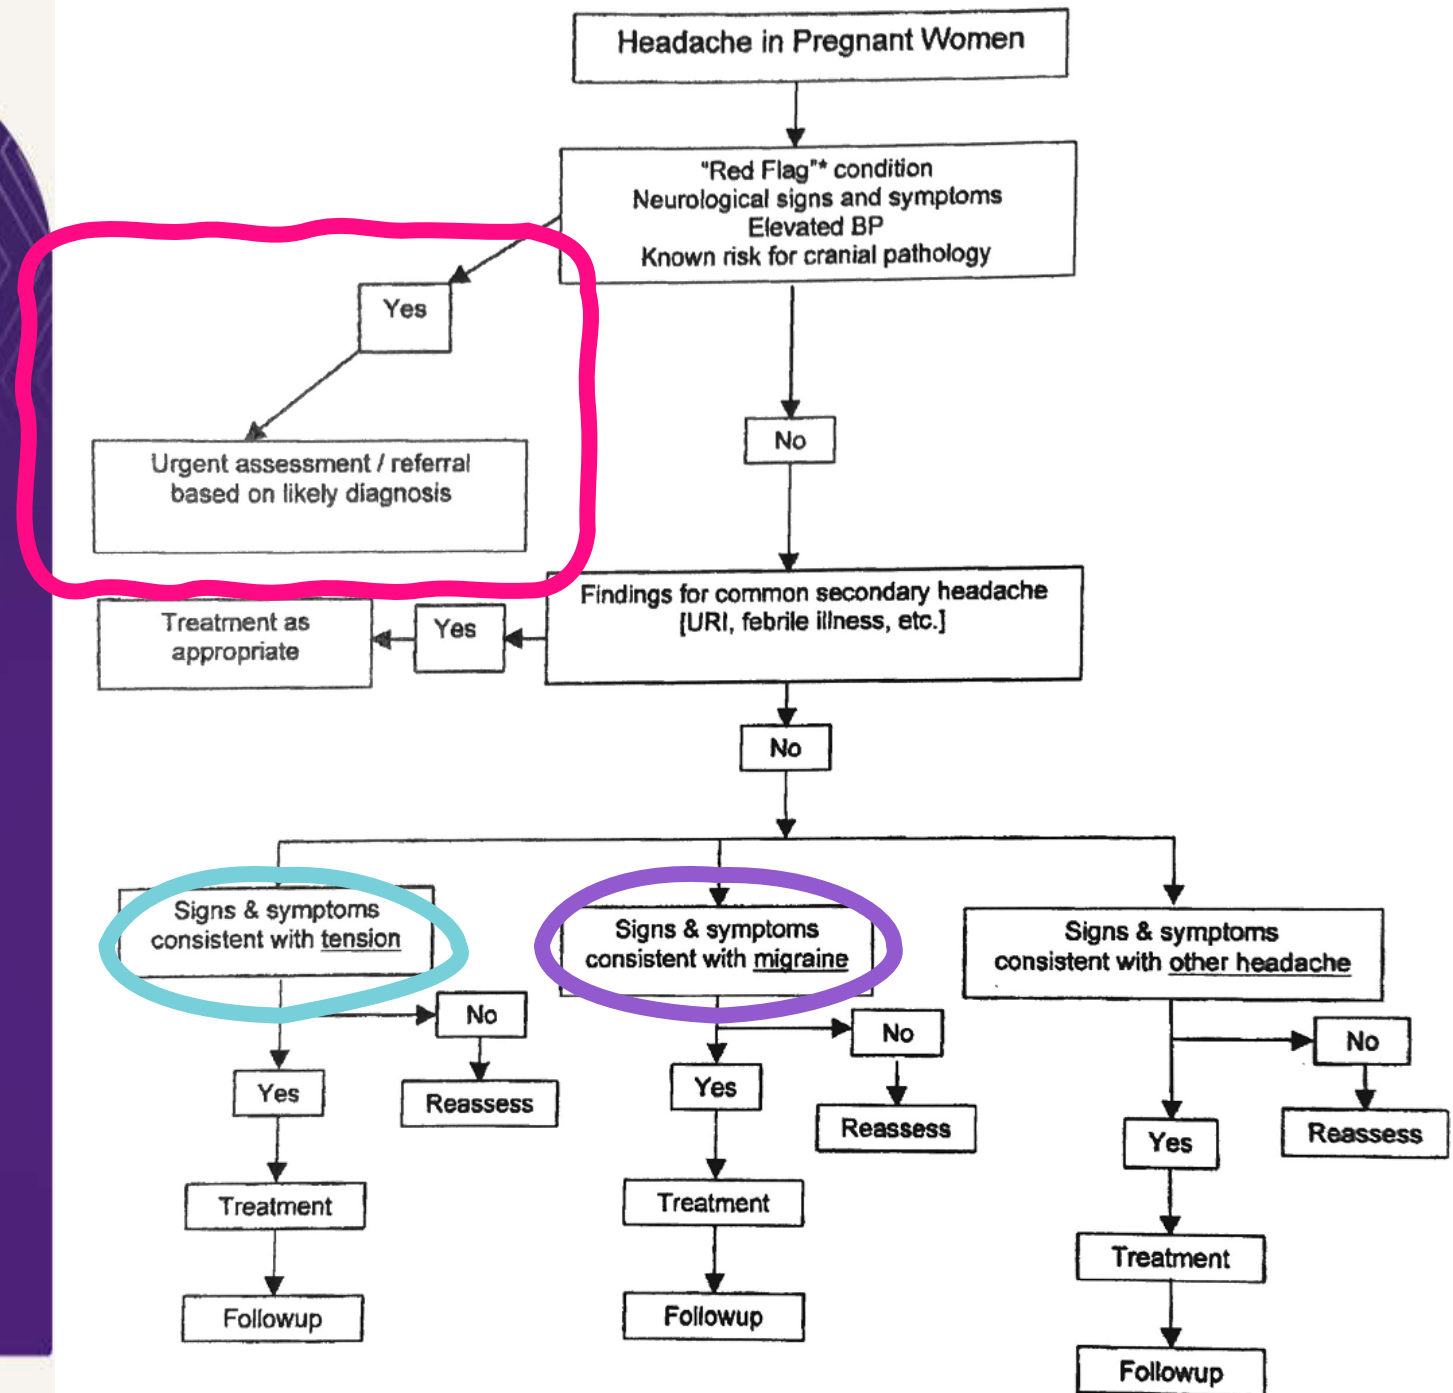 Headache in Pregnant Women
"Red Flag"* condition
Neurological signs and symptoms
Elevated BP
Known risk for cranial pathology
Yes
Urgent assessment / referral
based on likely diagnosis
No
Findings for common secondary headache
[URI, febrile illness, etc.]
Yes
Treatment as
appropriate
No
Signs & symptoms
consistent with tension
No
Reassess
Yes
Treatment
Followup
Signs & symptoms
consistent with migraine
No
Reassess
Yes
Treatment
Followup
Signs & symptoms
consistent with other headache
No
Reassess
Yes
Treatment
Followup